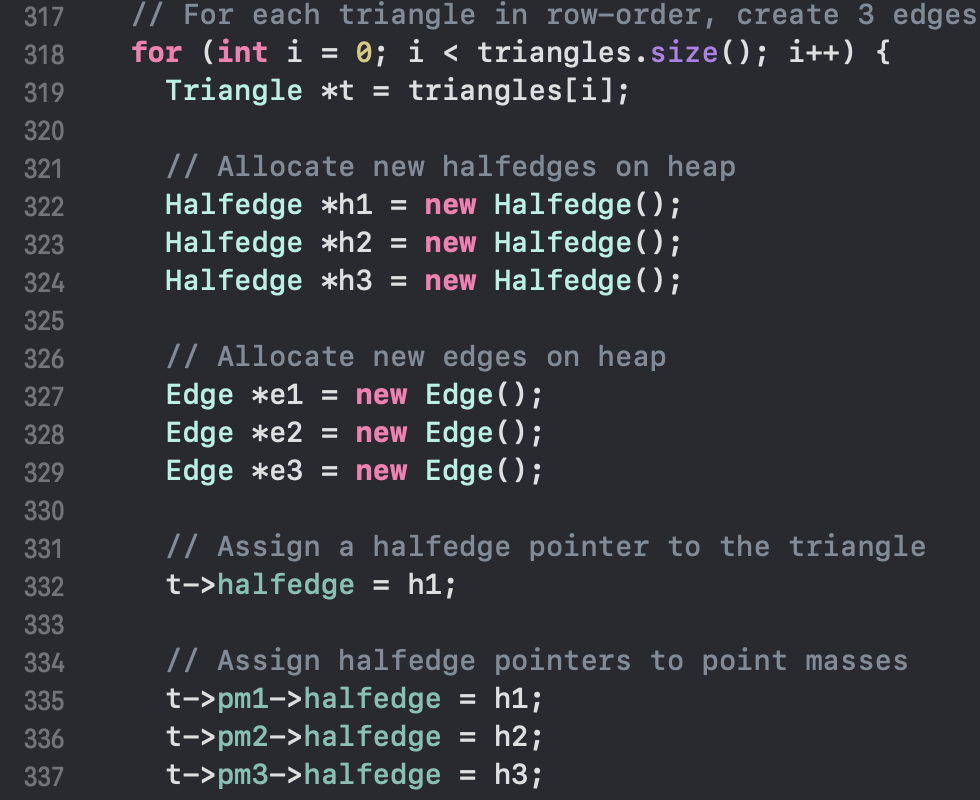 317 // For each triangle in row-order, create 3 edges
318 for (int i = 0; i < triangles.size(); i++) {
319 Triangle *t = triangles[i];
320
321 // Allocate new halfedges on heap
322 Halfedge *h1 = new Halfedge();
323 Halfedge *h2 = new Halfedge();
324 Halfedge *h3 = new Halfedge();
325
326 // Allocate new edges on heap
327 Edge *e1 = new Edge();
328 Edge *e2 = new Edge();
329 Edge *e3 = new Edge();
330
331 // Assign a halfedge pointer to the triangle
332 t->halfedge = h1;
333
334 // Assign halfedge pointers to point masses
335 t->pm1->halfedge = h1;
336 t->pm2->halfedge = h2;
337 t->pm3->halfedge = h3;